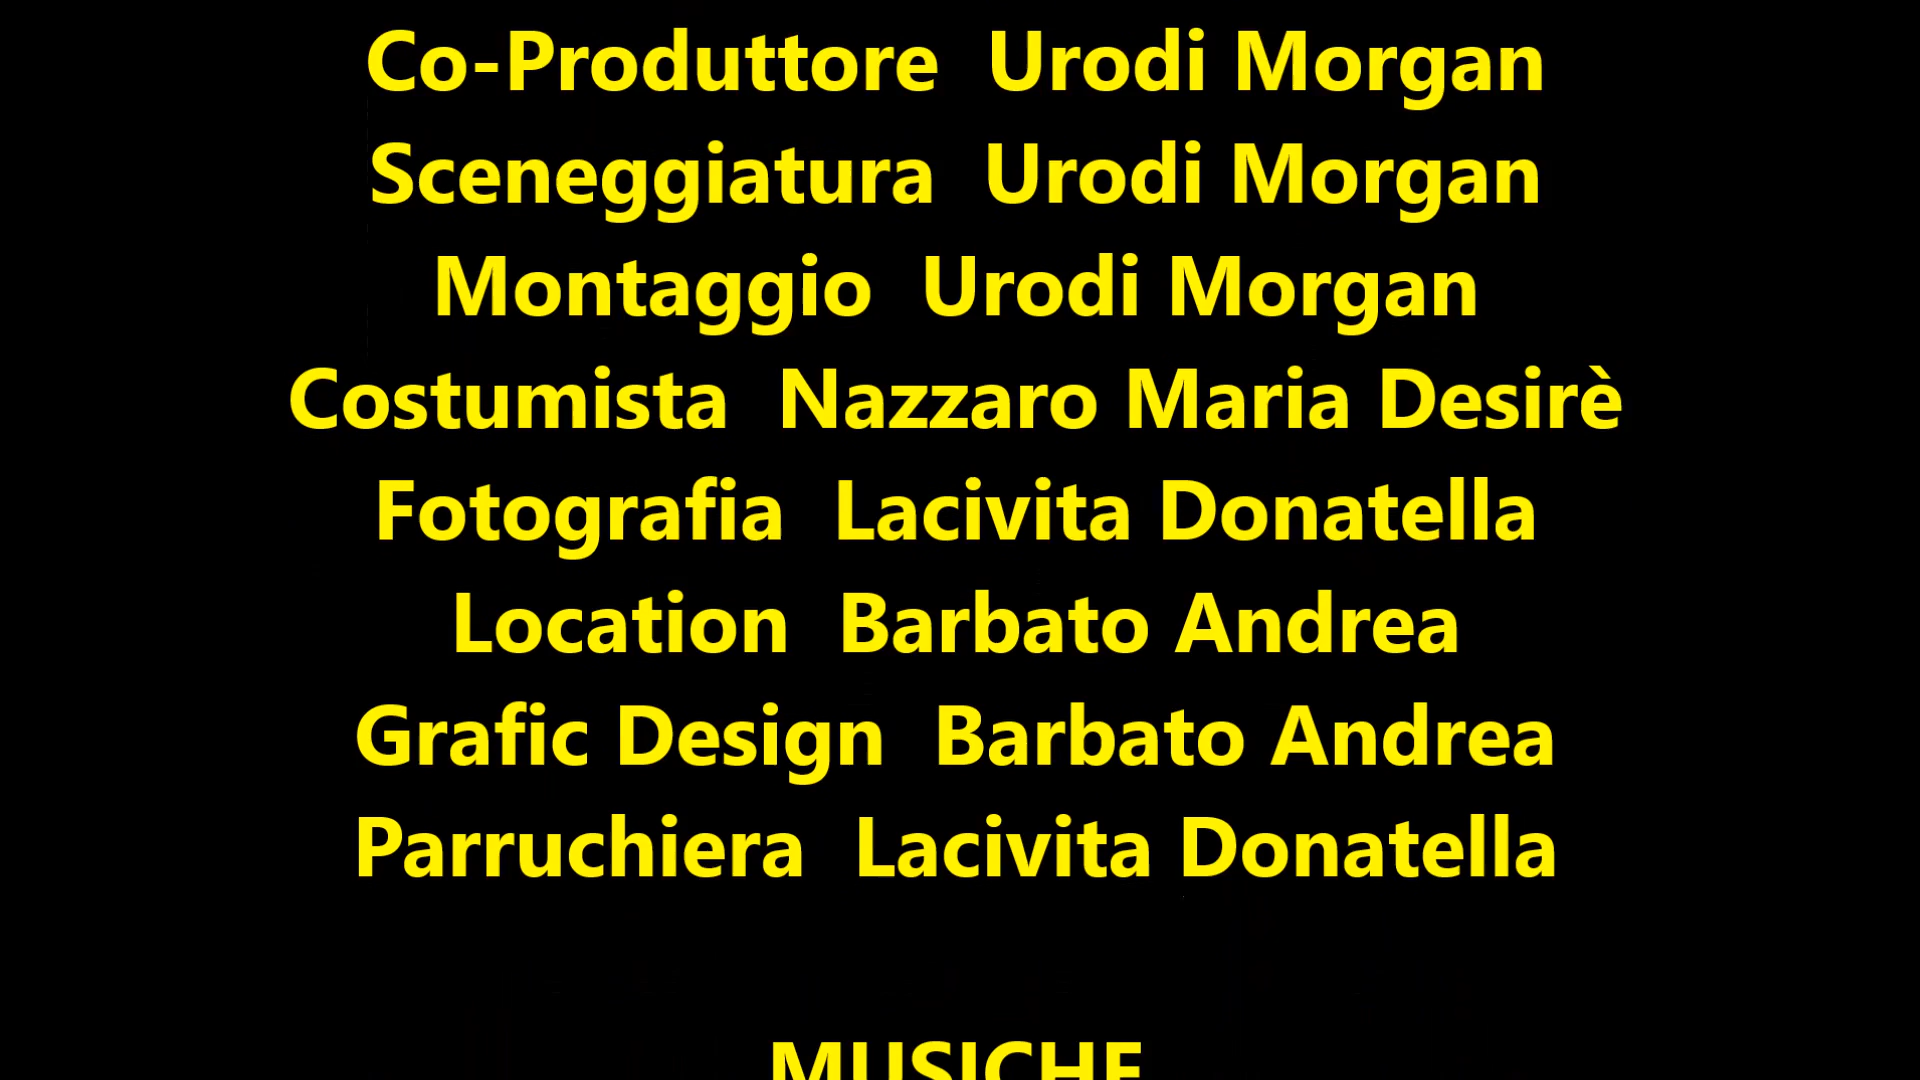 Co-Produttore  Urodi Morgan
Sceneggiatura  Urodi Morgan
Montaggio  Urodi Morgan
Costumista  Nazzaro Maria Desirè
Fotografia  Lacivita Donatella
Location  Barbato Andrea
Grafic Design  Barbato Andrea
Parruchiera  Lacivita Donatella
MUSICHE